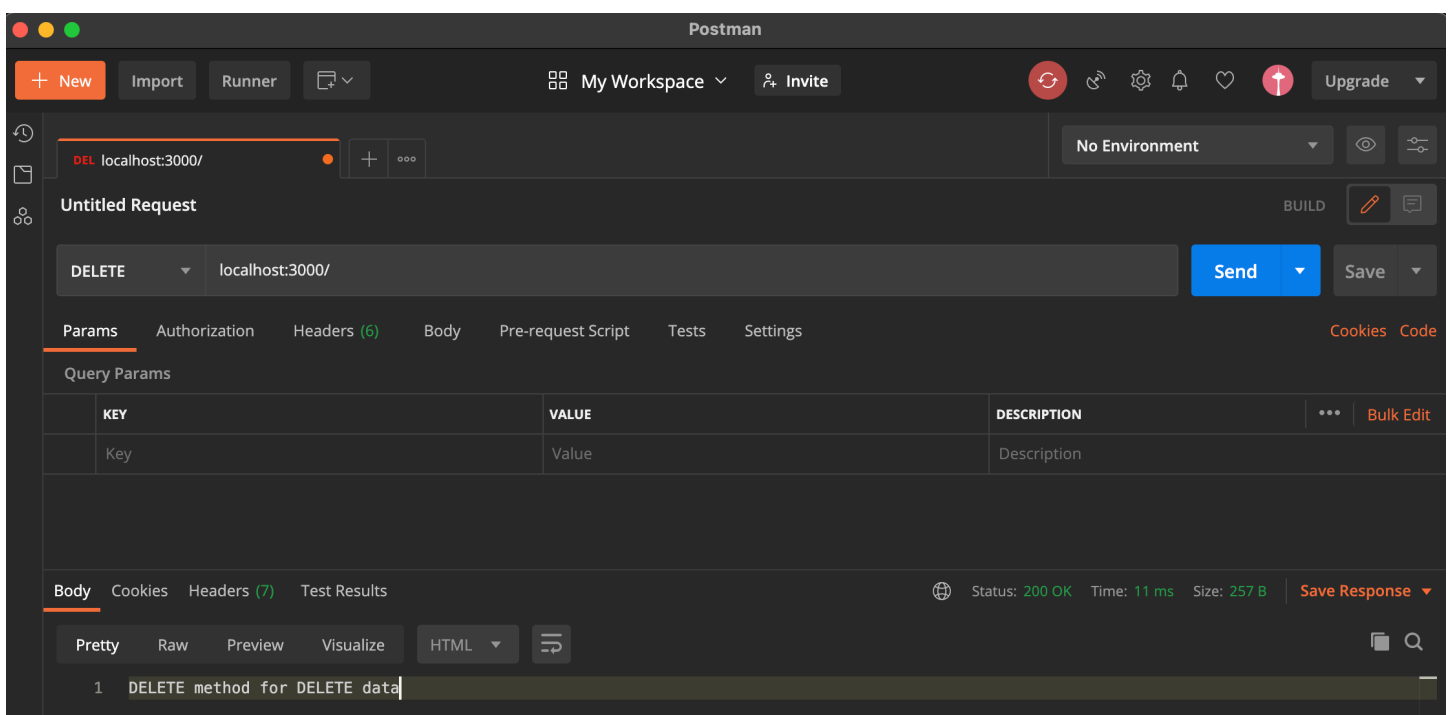 Postman
New Import Runner My Workspace Invite Upgrade
DEL localhost:3000/ No Environment
Untitled Request BUILD
DELETE localhost:3000/ Send Save
Params Authorization Headers (6) Body Pre-request Script Tests Settings Cookies Code
Query Params
KEY VALUE DESCRIPTION Bulk Edit
Key Value Description
Body Cookies Headers (7) Test Results Status: 200 OK Time: 11 ms Size: 257 B Save Response
Pretty Raw Preview Visualize HTML
1 DELETE method for DELETE data